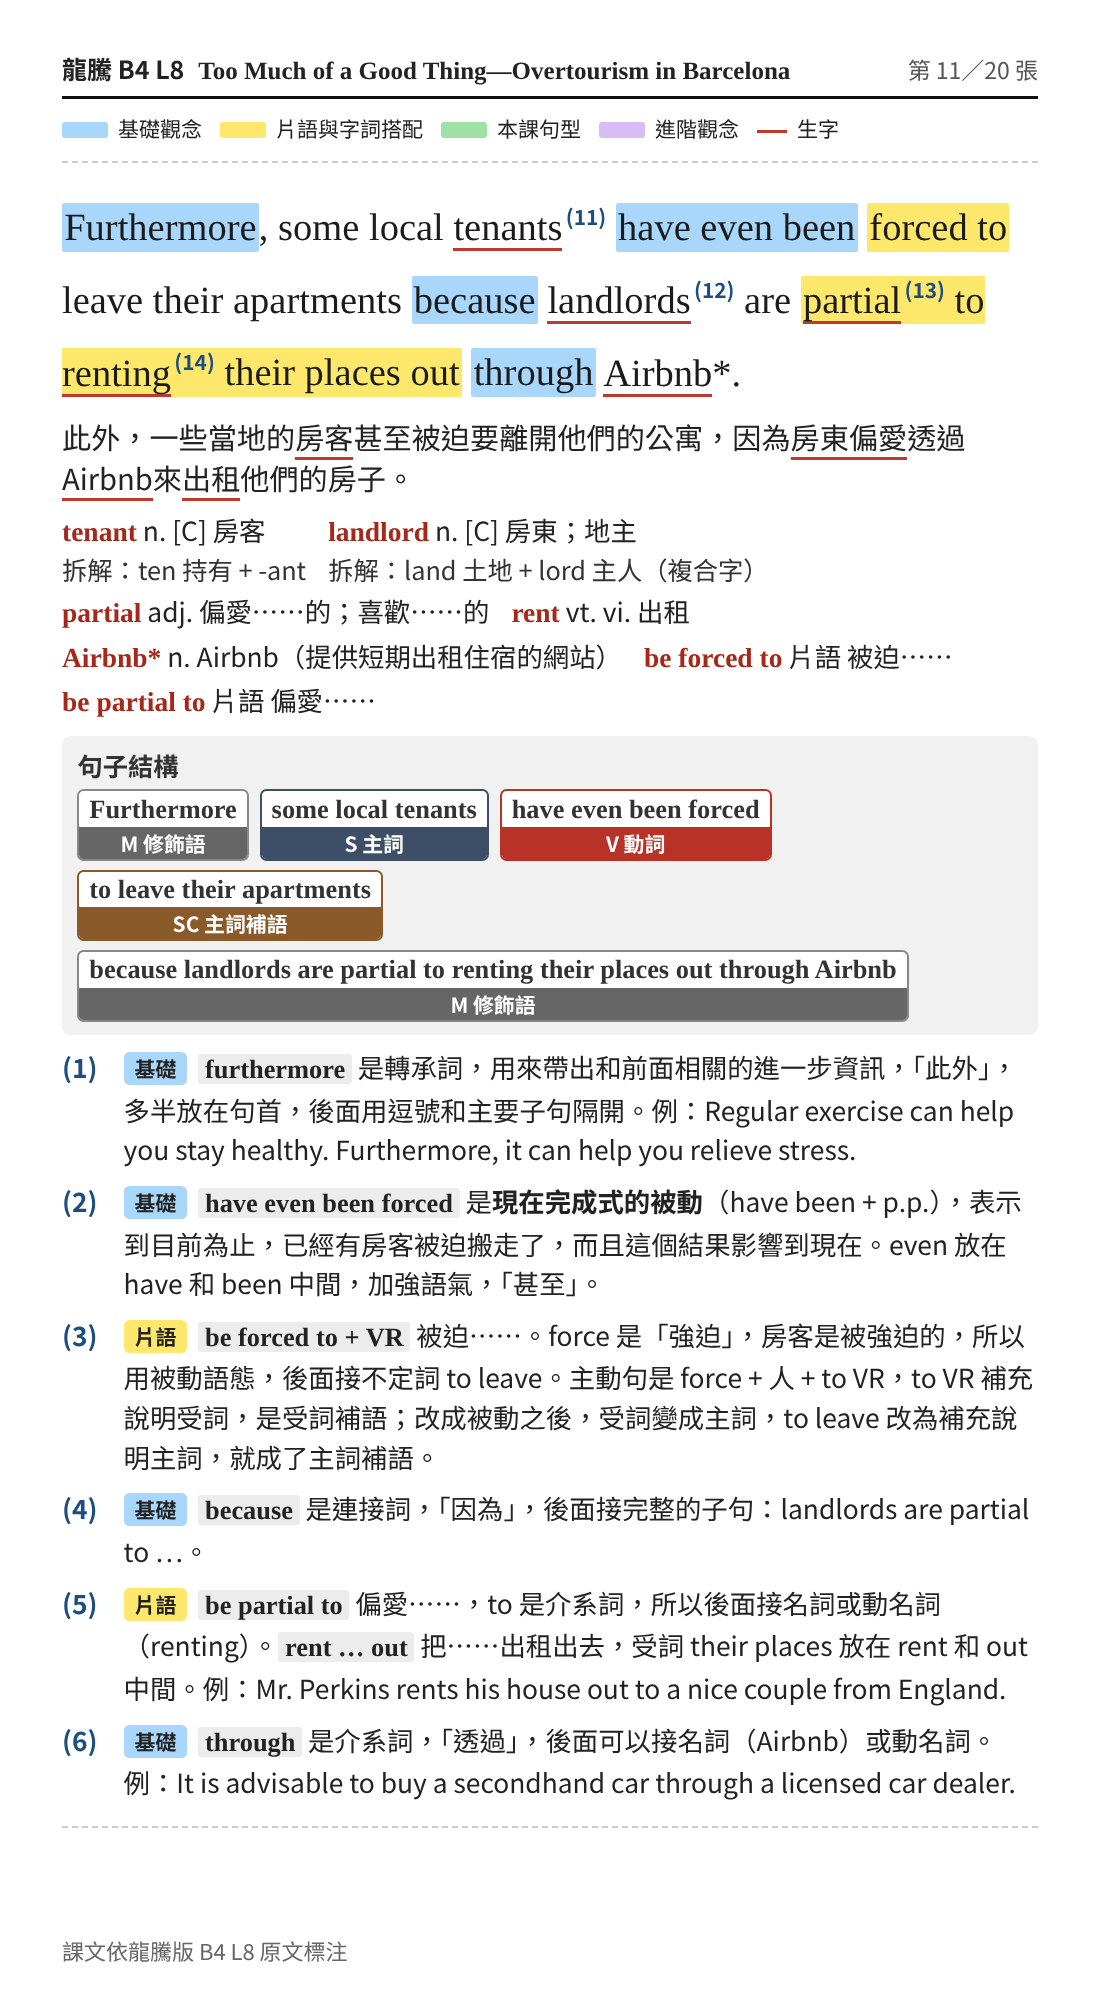 龍騰 B4 L8 Too Much of a Good Thing—Overtourism in Barcelona 第 11／20 張
基礎觀念 片語與字詞搭配 本課句型 進階觀念 生字
Furthermore, some local tenants(11) have even been forced to
leave their apartments because landlords(12) are partial(13) to
renting(14) their places out through Airbnb*.
此外，一些當地的房客甚至被迫要離開他們的公寓，因為房東偏愛透過
Airbnb來出租他們的房子。
tenant n. [C] 房客 landlord n. [C] 房東；地主
拆解：ten 持有 + -ant 拆解：land 土地 + lord 主人（複合字）
partial adj. 偏愛……的；喜歡……的 rent vt. vi. 出租
Airbnb* n. Airbnb（提供短期出租住宿的網站） be forced to 片語 被迫……
be partial to 片語 偏愛……
句子結構
Furthermore some local tenants have even been forced
M 修飾語 S 主詞 V 動詞
to leave their apartments
SC 主詞補語
because landlords are partial to renting their places out through Airbnb
M 修飾語
(1) 基礎 furthermore 是轉承詞，用來帶出和前面相關的進一步資訊，「此外」，
多半放在句首，後面用逗號和主要子句隔開。例：Regular exercise can help
you stay healthy. Furthermore, it can help you relieve stress.
(2) 基礎 have even been forced 是現在完成式的被動（have been + p.p.），表示
到目前為止，已經有房客被迫搬走了，而且這個結果影響到現在。even 放在
have 和 been 中間，加強語氣，「甚至」。
(3) 片語 be forced to + VR 被迫……。force 是「強迫」，房客是被強迫的，所以
用被動語態，後面接不定詞 to leave。主動句是 force + 人 + to VR，to VR 補充
說明受詞，是受詞補語；改成被動之後，受詞變成主詞，to leave 改為補充說
明主詞，就成了主詞補語。
(4) 基礎 because 是連接詞，「因為」，後面接完整的子句：landlords are partial
to …。
(5) 片語 be partial to 偏愛……，to 是介系詞，所以後面接名詞或動名詞
（renting）。rent … out 把……出租出去，受詞 their places 放在 rent 和 out
中間。例：Mr. Perkins rents his house out to a nice couple from England.
(6) 基礎 through 是介系詞，「透過」，後面可以接名詞（Airbnb）或動名詞。
例：It is advisable to buy a secondhand car through a licensed car dealer.
課文依龍騰版 B4 L8 原文標注